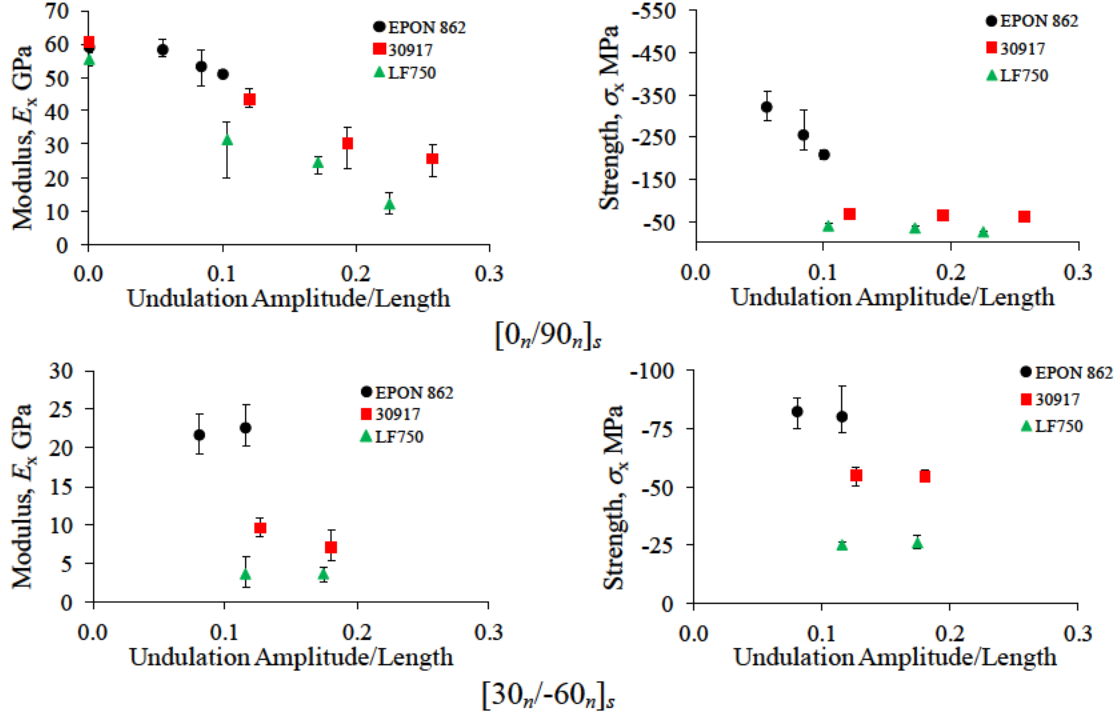 Modulus, Eₓ GPa
70
60
50
40
30
20
10
0
0.0
0.1
0.2
0.3
Undulation Amplitude/Length
EPON 862
30917
LF750
Strength, σₓ MPa
-550
-450
-350
-250
-150
-50
0.0
0.1
0.2
0.3
Undulation Amplitude/Length
EPON 862
30917
LF750
[0ₙ/90ₙ]ₛ
Modulus, Eₓ GPa
30
25
20
15
10
5
0
0.0
0.1
0.2
0.3
Undulation Amplitude/Length
EPON 862
30917
LF750
Strength, σₓ MPa
-100
-75
-50
-25
0
0.0
0.1
0.2
0.3
Undulation Amplitude/Length
EPON 862
30917
LF750
[30ₙ/-60ₙ]ₛ